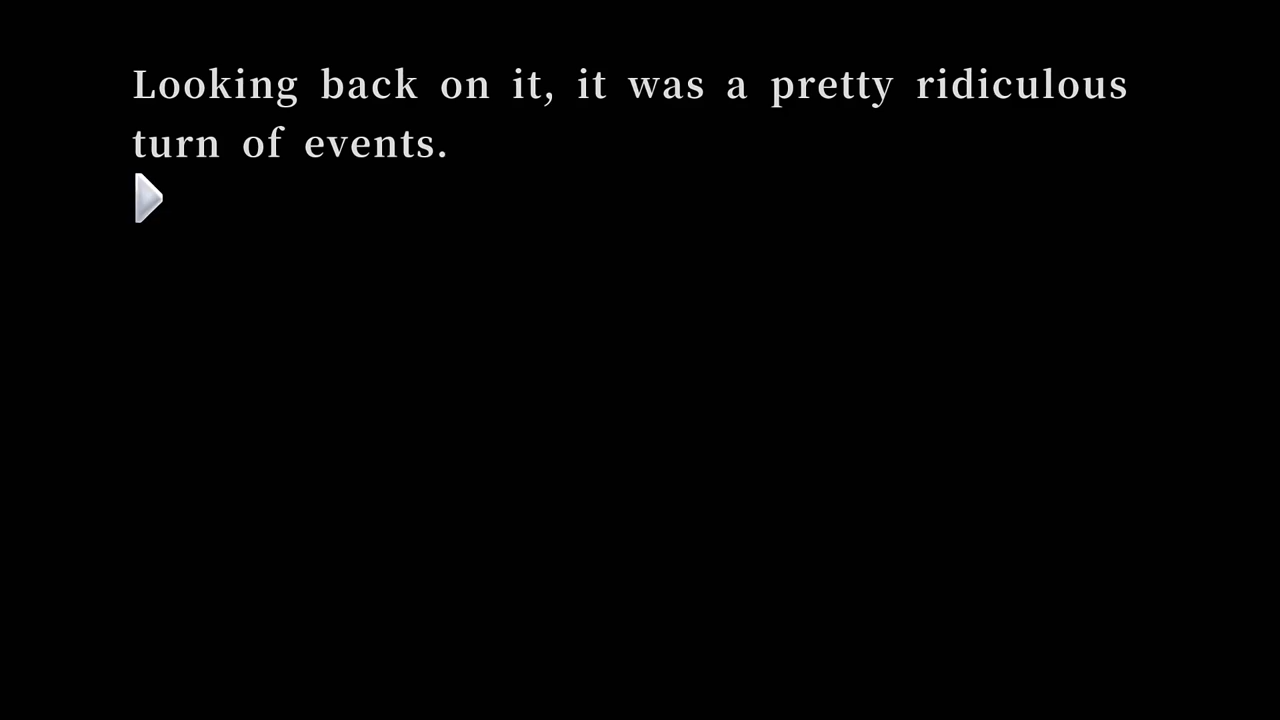 Looking back on it, it was a pretty ridiculous
turn of events.